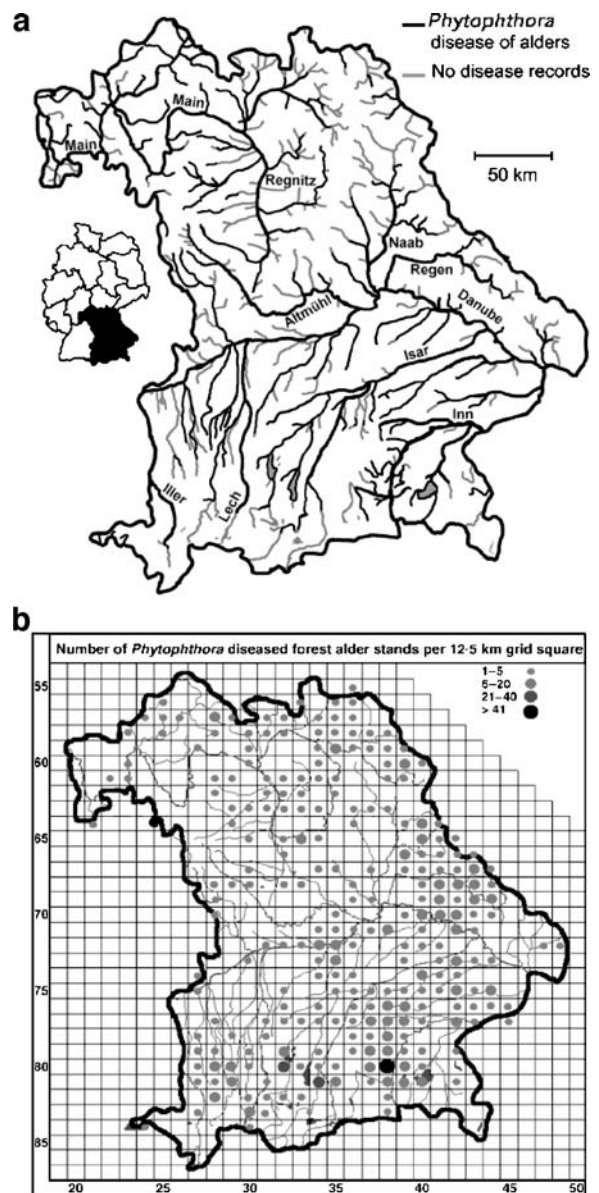 a
Phytophthora
disease of alders
No disease records
50 km
Main
Main
Regnitz
Naab
Regen
Danube
Altmühl
Isar
Inn
Iller
Lech
b
Number of Phytophthora diseased forest alder stands per 12·5 km grid square
1–5
6–20
21–40
> 41
55
60
65
70
75
80
85
20 25 30 35 40 45 50